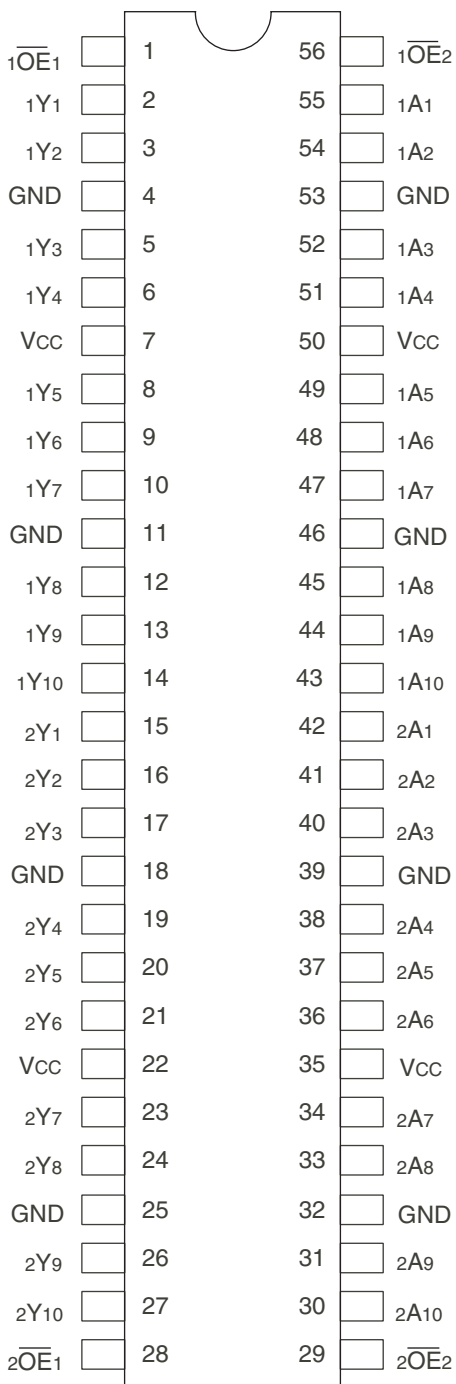 1OE1 1 56 1OE2
1Y1 2 55 1A1
1Y2 3 54 1A2
GND 4 53 GND
1Y3 5 52 1A3
1Y4 6 51 1A4
VCC 7 50 VCC
1Y5 8 49 1A5
1Y6 9 48 1A6
1Y7 10 47 1A7
GND 11 46 GND
1Y8 12 45 1A8
1Y9 13 44 1A9
1Y10 14 43 1A10
2Y1 15 42 2A1
2Y2 16 41 2A2
2Y3 17 40 2A3
GND 18 39 GND
2Y4 19 38 2A4
2Y5 20 37 2A5
2Y6 21 36 2A6
VCC 22 35 VCC
2Y7 23 34 2A7
2Y8 24 33 2A8
GND 25 32 GND
2Y9 26 31 2A9
2Y10 27 30 2A10
2OE1 28 29 2OE2